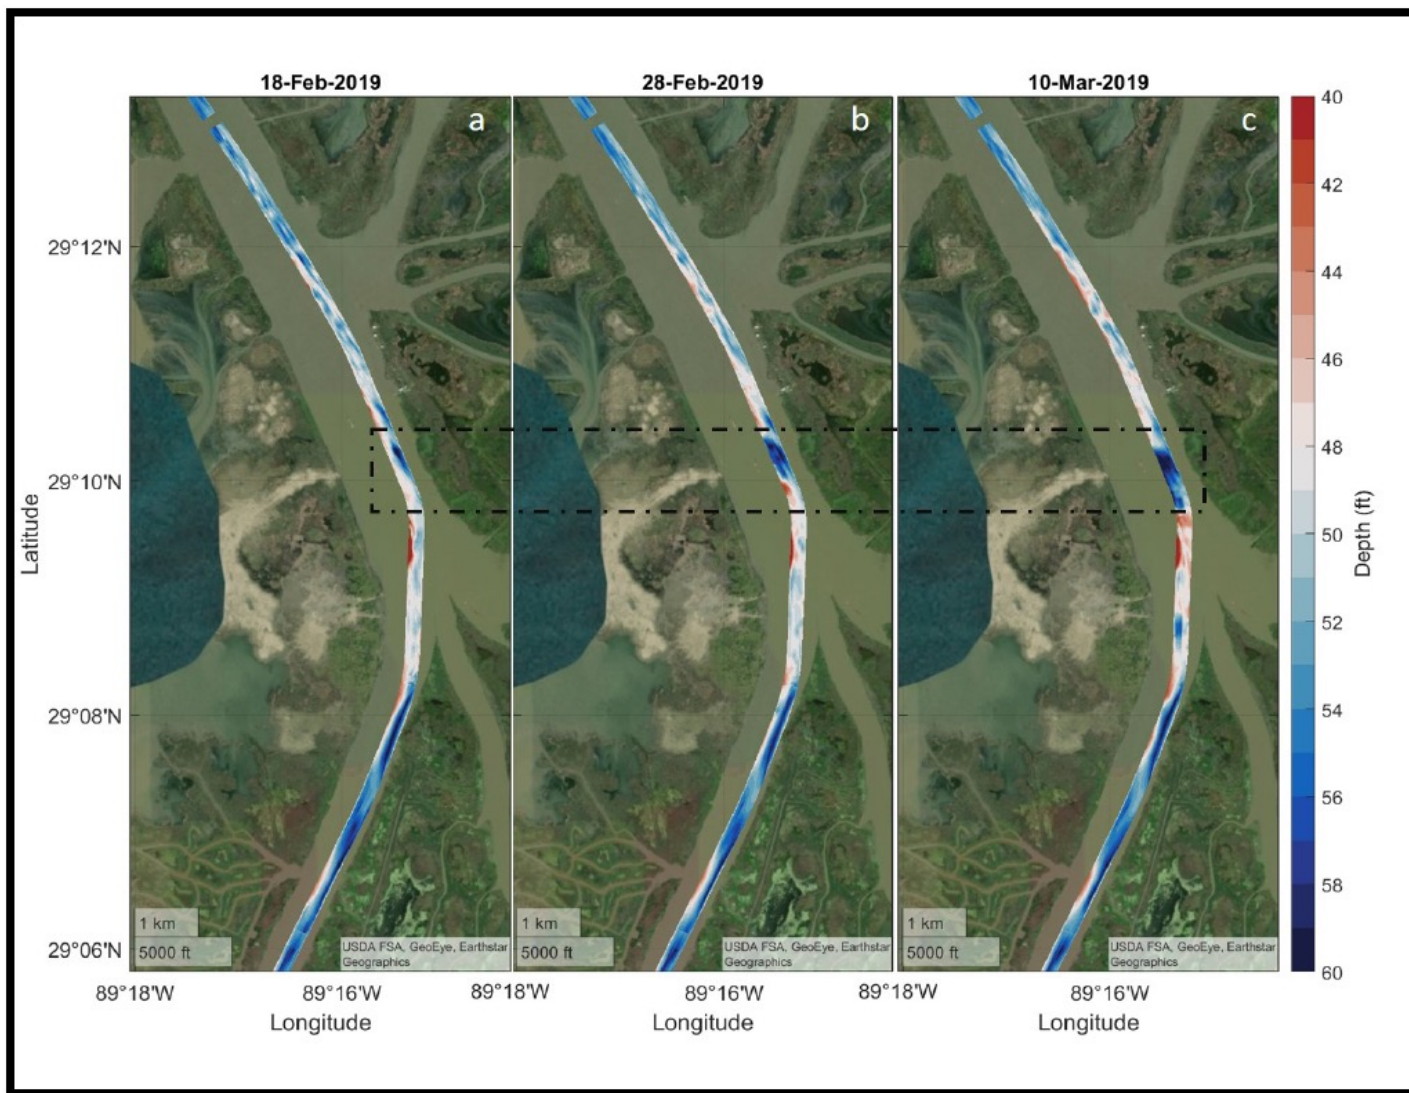 18-Feb-2019
28-Feb-2019
10-Mar-2019
a
b
c
Latitude
29°12'N
29°10'N
29°08'N
29°06'N
1 km
5000 ft
USDA FSA, GeoEye, Earthstar
Geographics
1 km
5000 ft
USDA FSA, GeoEye, Earthstar
Geographics
1 km
5000 ft
USDA FSA, GeoEye, Earthstar
Geographics
89°18'W
89°16'W
89°18'W
89°16'W
89°18'W
89°16'W
Longitude
Longitude
Longitude
40
42
44
46
48
50
52
54
56
58
60
Depth (ft)